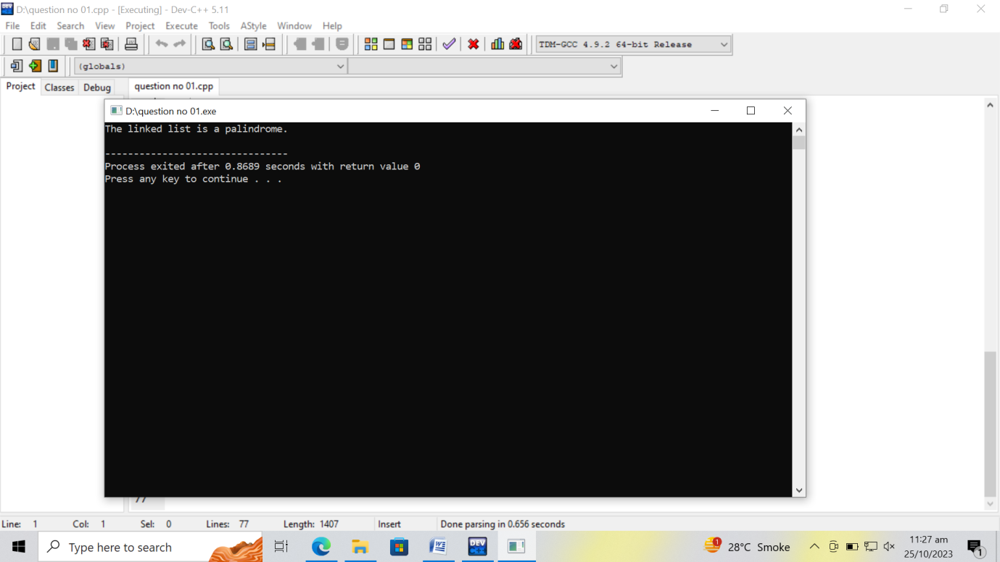 D:\question no 01.cpp - [Executing] - Dev-C++ 5.11
File Edit Search View Project Execute Tools AStyle Window Help
TDM-GCC 4.9.2 64-bit Release
(globals)
Project Classes Debug question no 01.cpp
D:\question no 01.exe
The linked list is a palindrome.
--------------------------------
Process exited after 0.8689 seconds with return value 0
Press any key to continue . . .
77
Line: 1 Col: 1 Sel: 0 Lines: 77 Length: 1407 Insert Done parsing in 0.656 seconds
Type here to search
DEV
1
28°C Smoke
11:27 am
25/10/2023
1